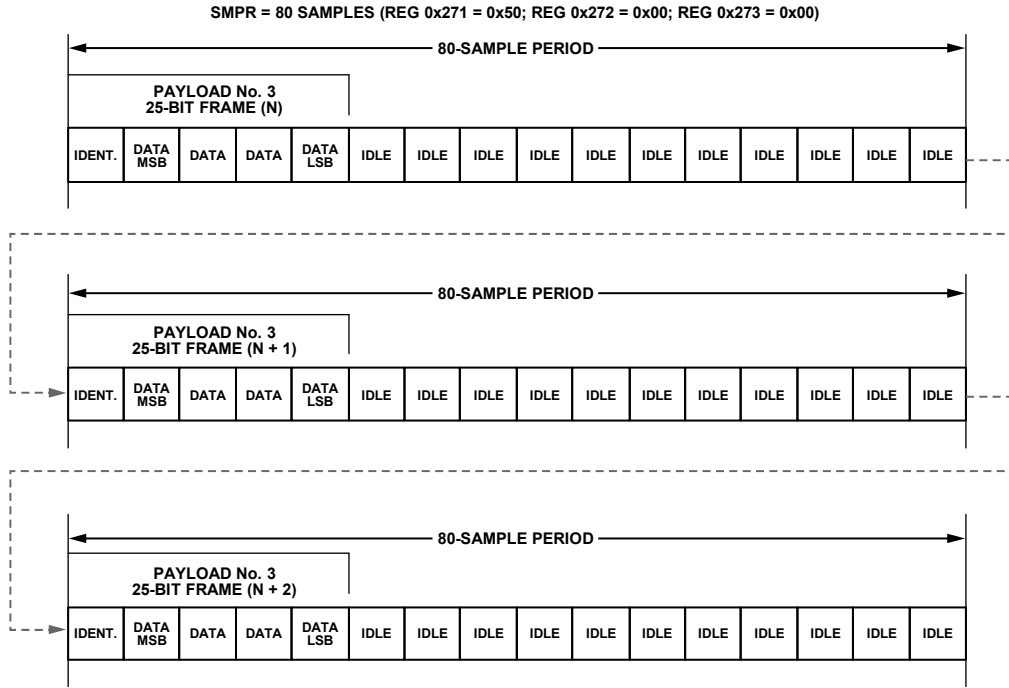 SMPR = 80 SAMPLES (REG 0x271 = 0x50; REG 0x272 = 0x00; REG 0x273 = 0x00)
80-SAMPLE PERIOD
PAYLOAD No. 3
25-BIT FRAME (N)
IDENT. DATA MSB DATA DATA DATA LSB IDLE IDLE IDLE IDLE IDLE IDLE IDLE IDLE IDLE IDLE IDLE
80-SAMPLE PERIOD
PAYLOAD No. 3
25-BIT FRAME (N + 1)
IDENT. DATA MSB DATA DATA DATA LSB IDLE IDLE IDLE IDLE IDLE IDLE IDLE IDLE IDLE IDLE IDLE
80-SAMPLE PERIOD
PAYLOAD No. 3
25-BIT FRAME (N + 2)
IDENT. DATA MSB DATA DATA DATA LSB IDLE IDLE IDLE IDLE IDLE IDLE IDLE IDLE IDLE IDLE IDLE